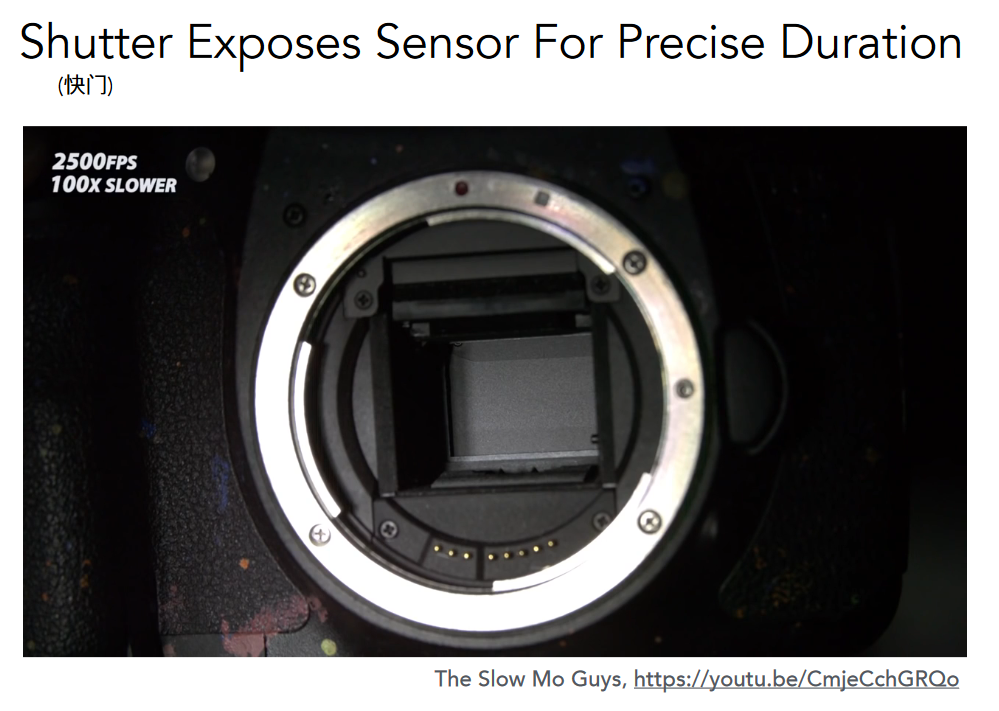 Shutter Exposes Sensor For Precise Duration
(快门)
2500FPS
100X SLOWER
The Slow Mo Guys, https://youtu.be/CmjeCchGRQo